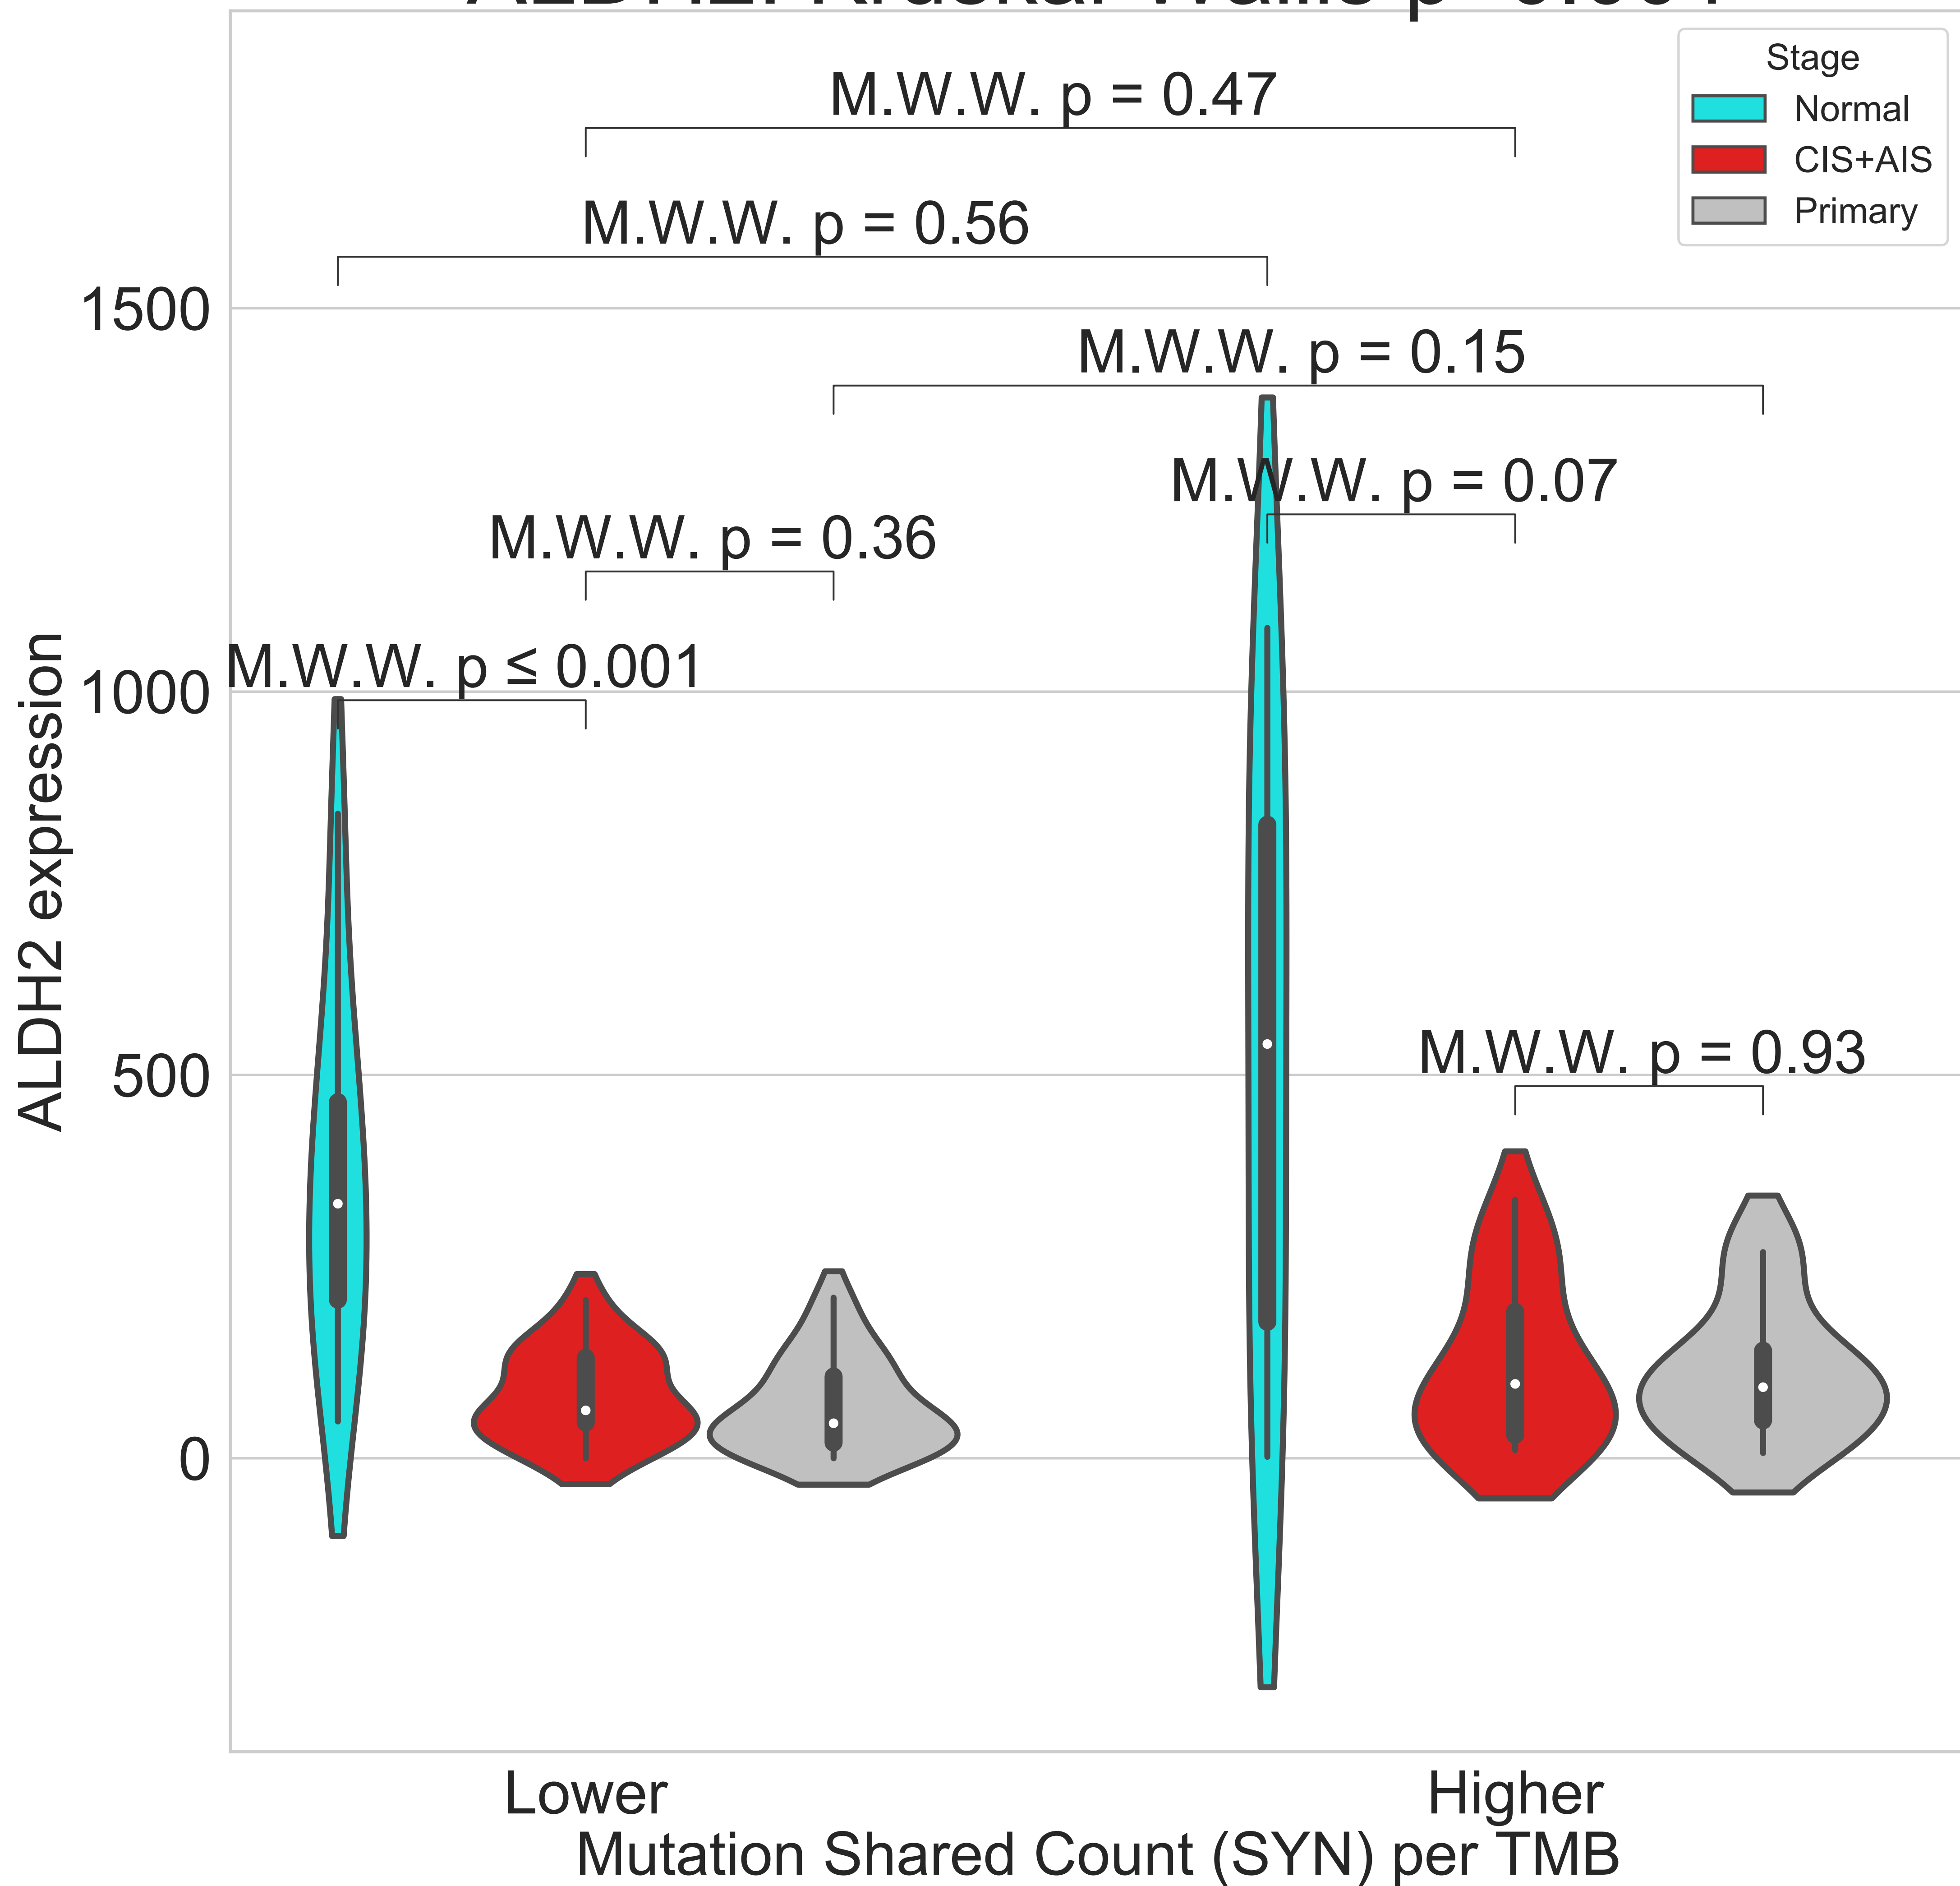 Stage
Normal
CIS+AIS
Primary
M.W.W. p = 0.47
M.W.W. p = 0.56
1500
M.W.W. p = 0.15
M.W.W. p = 0.07
M.W.W. p = 0.36
M.W.W. p ≤ 0.001
1000
ALDH2 expression
500
M.W.W. p = 0.93
0
Lower
Higher
Mutation Shared Count (SYN) per TMB